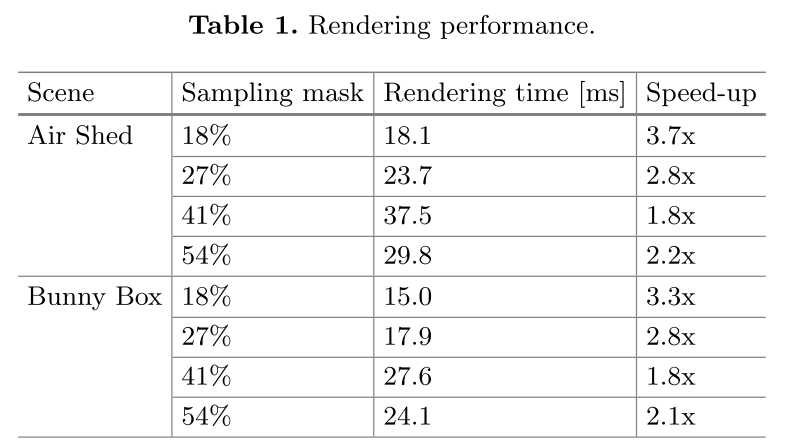 Table 1. Rendering performance.
Scene Sampling mask Rendering time [ms] Speed-up
Air Shed 18% 18.1 3.7x
27% 23.7 2.8x
41% 37.5 1.8x
54% 29.8 2.2x
Bunny Box 18% 15.0 3.3x
27% 17.9 2.8x
41% 27.6 1.8x
54% 24.1 2.1x